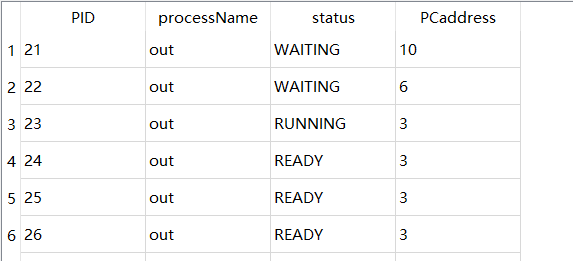 PID processName status PCaddress
1 21 out WAITING 10
2 22 out WAITING 6
3 23 out RUNNING 3
4 24 out READY 3
5 25 out READY 3
6 26 out READY 3